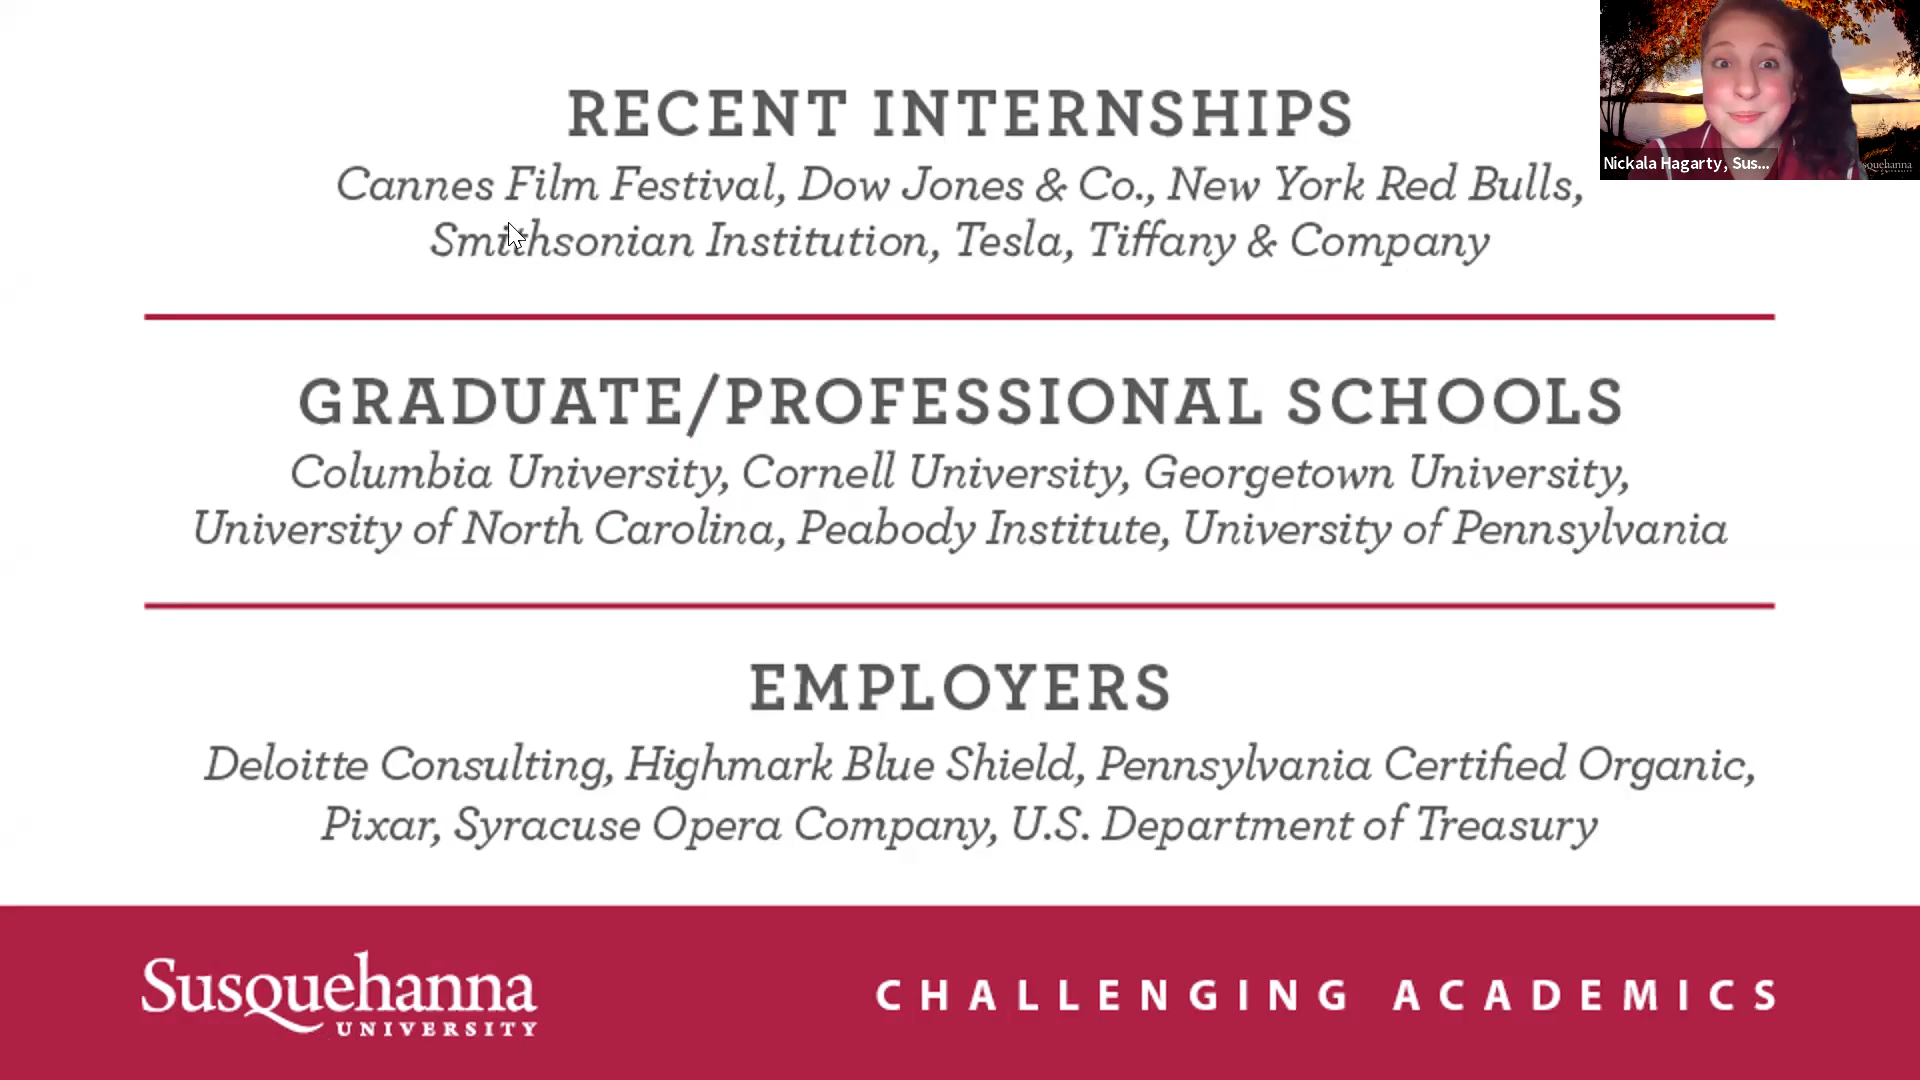 RECENT INTERNSHIPS
Cannes Film Festival, Dow Jones & Co., New York Red Bulls,
Smithsonian Institution, Tesla, Tiffany & Company
Nickala Hagarty, Sus...
squehanna
UNIVERSITY
GRADUATE/PROFESSIONAL SCHOOLS
Columbia University, Cornell University, Georgetown University,
University of North Carolina, Peabody Institute, University of Pennsylvania
EMPLOYERS
Deloitte Consulting, Highmark Blue Shield, Pennsylvania Certified Organic,
Pixar, Syracuse Opera Company, U.S. Department of Treasury
Susquehanna
UNIVERSITY
CHALLENGING ACADEMICS